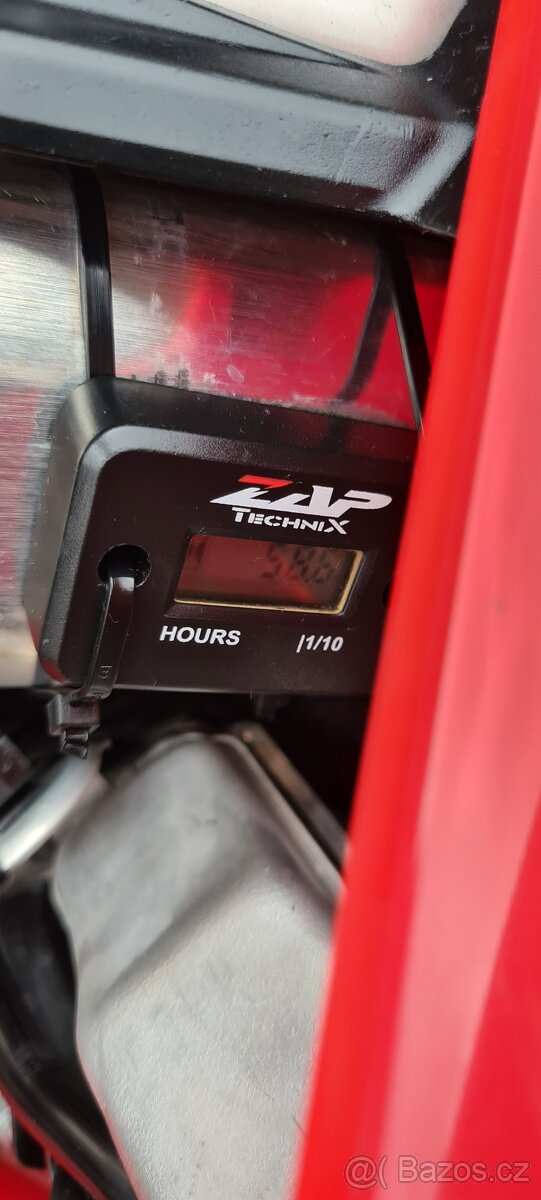 ZAP
TECHNIX
HOURS /1/10
Bazos.cz